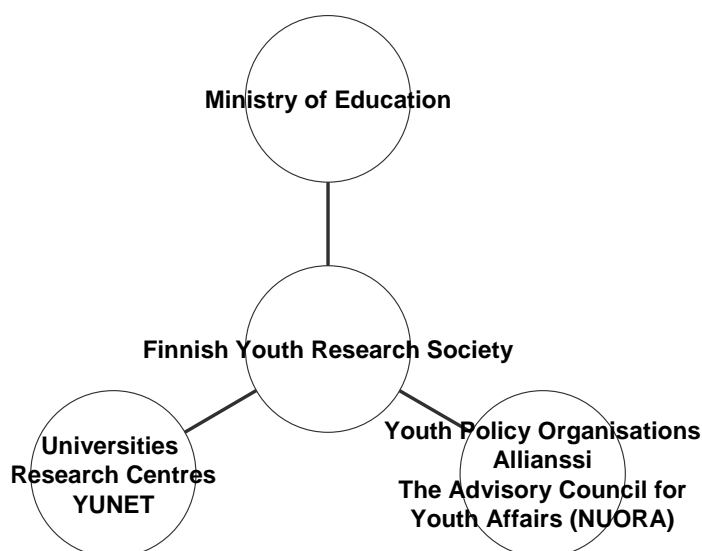 Ministry of Education
Finnish Youth Research Society
Universities
Research Centres
YUNET
Youth Policy Organisations
Allianssi
The Advisory Council for
Youth Affairs (NUORA)